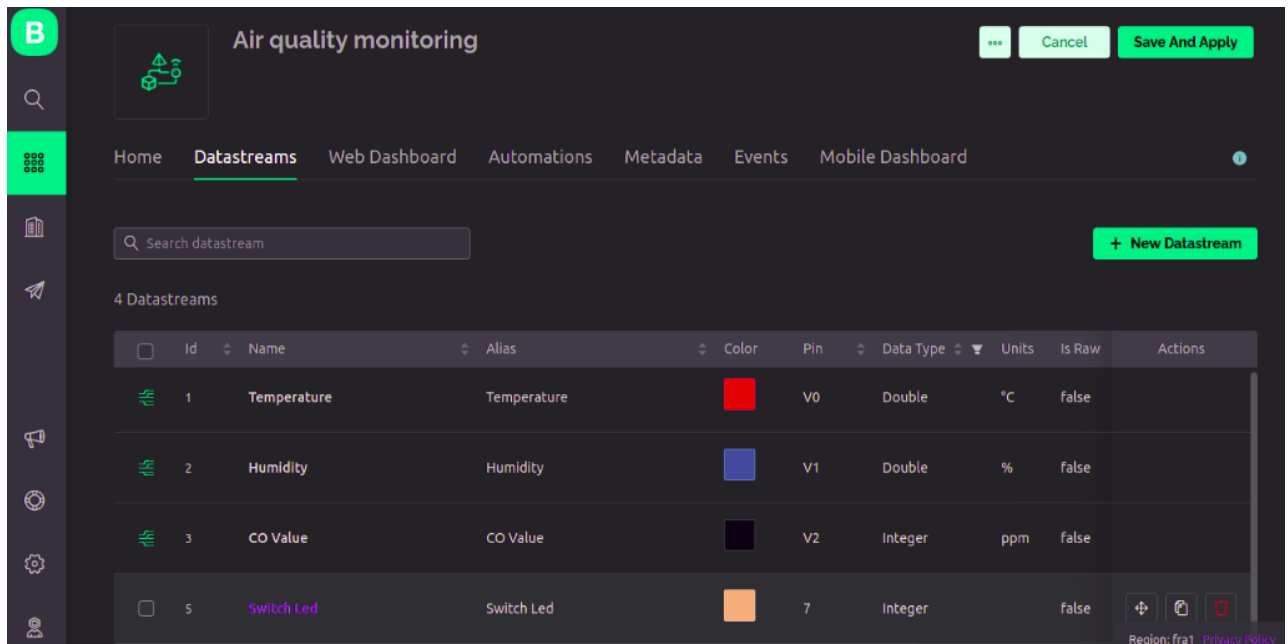 B
Air quality monitoring
Cancel
Save And Apply
Home Datastreams Web Dashboard Automations Metadata Events Mobile Dashboard
Search datastream
+ New Datastream
4 Datastreams
Id Name Alias Color Pin Data Type Units Is Raw Actions
1 Temperature Temperature V0 Double °C false
2 Humidity Humidity V1 Double % false
3 CO Value CO Value V2 Integer ppm false
5 Switch Led Switch Led 7 Integer false
Region: fra1 Privacy Policy